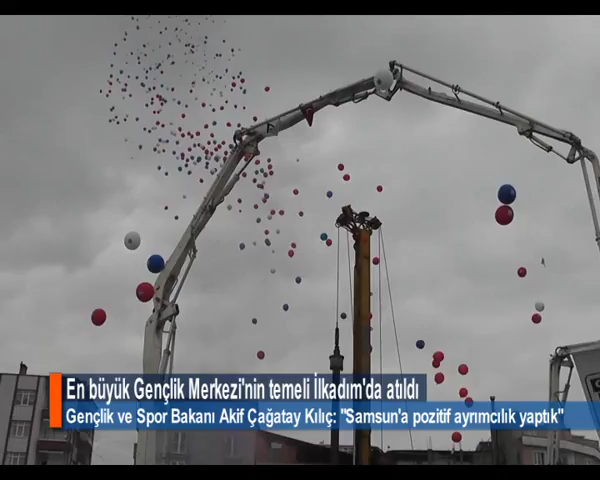 En büyük Gençlik Merkezi'nin temeli İlkadım'da atıldı
Gençlik ve Spor Bakanı Akif Çağatay Kılıç: "Samsun'a pozitif ayrımcılık yaptık"